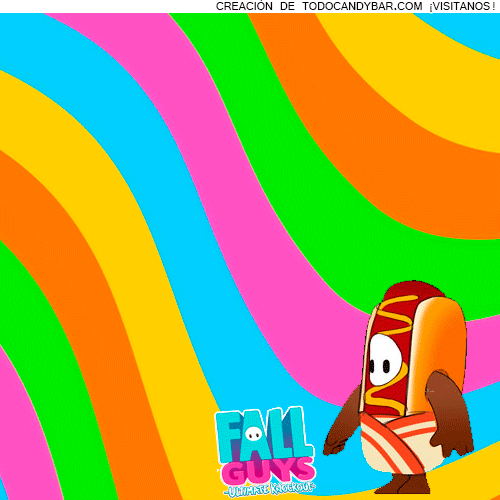 CREACIÓN DE TODOCANDYBAR.COM ¡VISITANOS!
FALL
GUYS
-ULTIMATE KNOCKOUT-